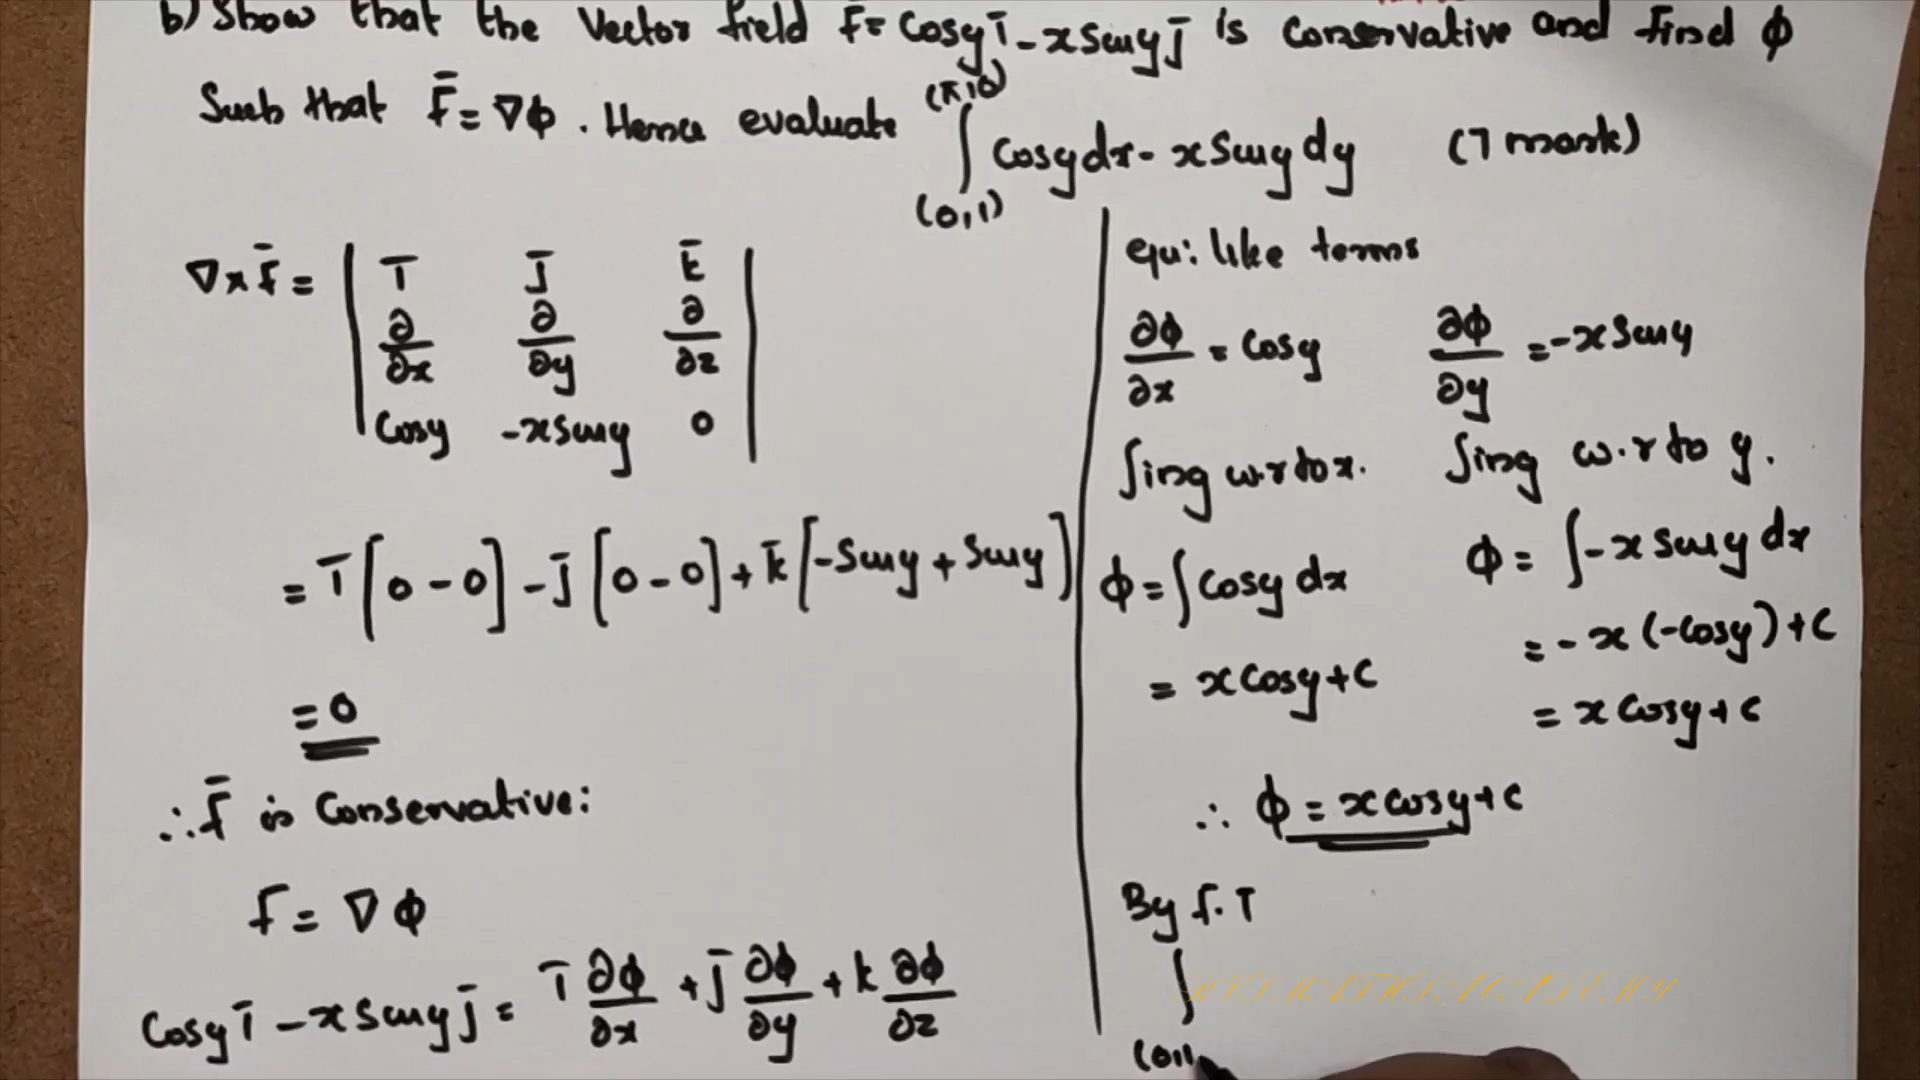 b) Show that the Vector field F̄ = Cosy ī - x Siny j̄ is Conservative and find ϕ
Such that F̄ = ∇ϕ. Hence evaluate ∫_(0,1)^(π,0) Cosy dx - x Siny dy (7 mark)
∇ x F̄ = | ī j̄ k̄
∂/∂x ∂/∂y ∂/∂z
Cosy -x Siny 0 |
= ī [0 - 0] - j̄ [0 - 0] + k̄ [-Siny + Siny]
= 0
∴ F̄ is Conservative:
F = ∇ϕ
Cosy ī - x Siny j̄ = ī ∂ϕ/∂x + j̄ ∂ϕ/∂y + k ∂ϕ/∂z
equ: like terms
∂ϕ/∂x = Cosy ∂ϕ/∂y = -x Siny
∫ing w.r to x. ∫ing w.r to y.
ϕ = ∫ Cosy dx ϕ = ∫ -x Siny dx
= x Cosy + C = -x (-Cosy) + C
= x Cosy + C
∴ ϕ = x Cosy + C
By F.T
∫
(0,1